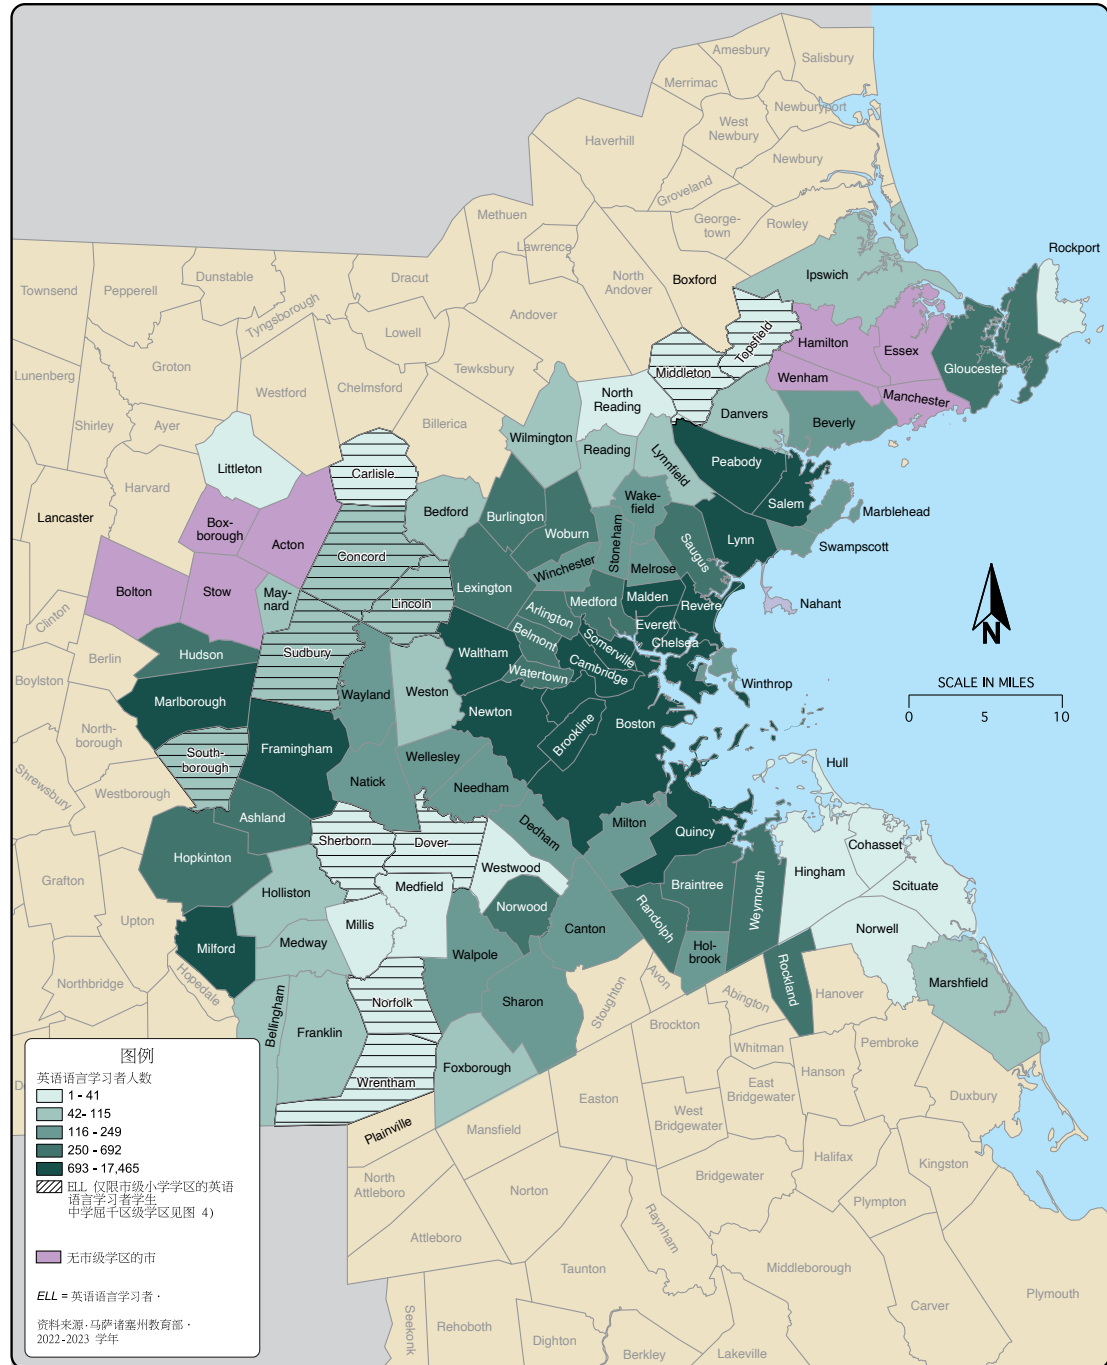 Amesbury
Salisbury
Merrimac
Newburyport
West
Newbury
Haverhill
Newbury
Groveland
George-
town
Rowley
Methuen
Lawrence
North
Andover
Boxford
Ipswich
Rockport
Townsend
Pepperell
Dunstable
Tyngsborough
Dracut
Lowell
Andover
Tewksbury
Topsfield
Hamilton
Essex
Gloucester
Middleton
Wenham
Manchester
Lunenberg
Groton
Westford
Chelmsford
Billerica
North
Reading
Danvers
Beverly
Shirley
Ayer
Littleton
Carlisle
Wilmington
Reading
Lynnfield
Peabody
Harvard
Lancaster
Box-
borough
Acton
Bedford
Burlington
Woburn
Wake-
field
Salem
Marblehead
Concord
Stoneham
Saugus
Lynn
Swampscott
Bolton
Stow
May-
nard
Lincoln
Lexington
Winchester
Melrose
Medford
Malden
Revere
Nahant
Clinton
Arlington
Everett
Chelsea
Belmont
Somerville
N
Berlin
Hudson
Sudbury
Waltham
Watertown
Cambridge
Winthrop
Boylston
Marlborough
Wayland
Weston
Newton
Boston
SCALE IN MILES
0
5
10
North-
borough
Framingham
Brookline
South-
borough
Wellesley
Hull
Shrewsbury
Westborough
Natick
Needham
Ashland
Milton
Quincy
Dedham
Sherborn
Dover
Cohasset
Hopkinton
Westwood
Hingham
Grafton
Holliston
Medfield
Braintree
Weymouth
Scituate
Upton
Norwood
Randolph
Millis
Canton
Norwell
Milford
Medway
Walpole
Hol-
brook
Northbridge
Hopedale
Rockland
Marshfield
Norfolk
Sharon
Stoughton
Avon
Abington
Hanover
Bellingham
Franklin
Brockton
Whitman
Pembroke
Foxborough
Hanson
Wrentham
Easton
East
Bridgewater
Duxbury
West
Bridgewater
Plainville
Mansfield
Halifax
Kingston
North
Attleboro
Norton
Bridgewater
Plympton
Attleboro
Raynham
Taunton
Middleborough
Plymouth
Carver
Seekonk
Rehoboth
Dighton
Berkley
Lakeville
图例
英语语言学习者人数
1 - 41
42- 115
116 - 249
250 - 692
693 - 17,465
ELL 仅限市级小学学区的英语
语言学习者学生
中学屈千区级学区见图 4)
无市级学区的市
ELL = 英语语言学习者 ·
资料来源·马萨诸塞州教育部 ·
2022-2023 学年